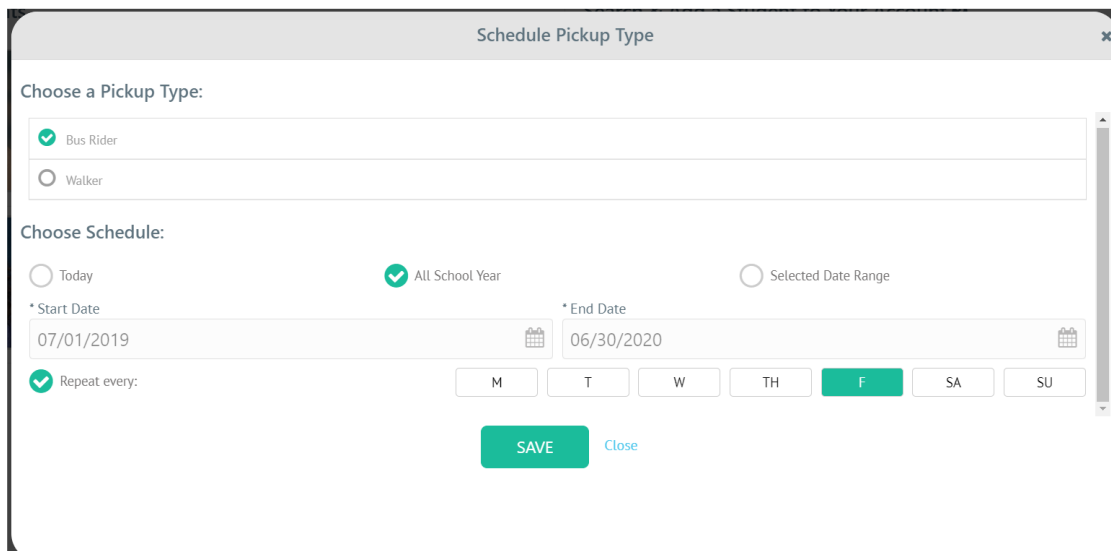 Schedule Pickup Type
Choose a Pickup Type:
Bus Rider
Walker
Choose Schedule:
Today All School Year Selected Date Range
* Start Date * End Date
07/01/2019 06/30/2020
Repeat every: M T W TH F SA SU
SAVE Close